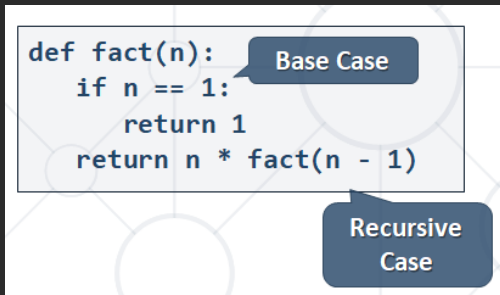 def fact(n):
Base Case
if n == 1:
return 1
return n * fact(n - 1)
Recursive
Case